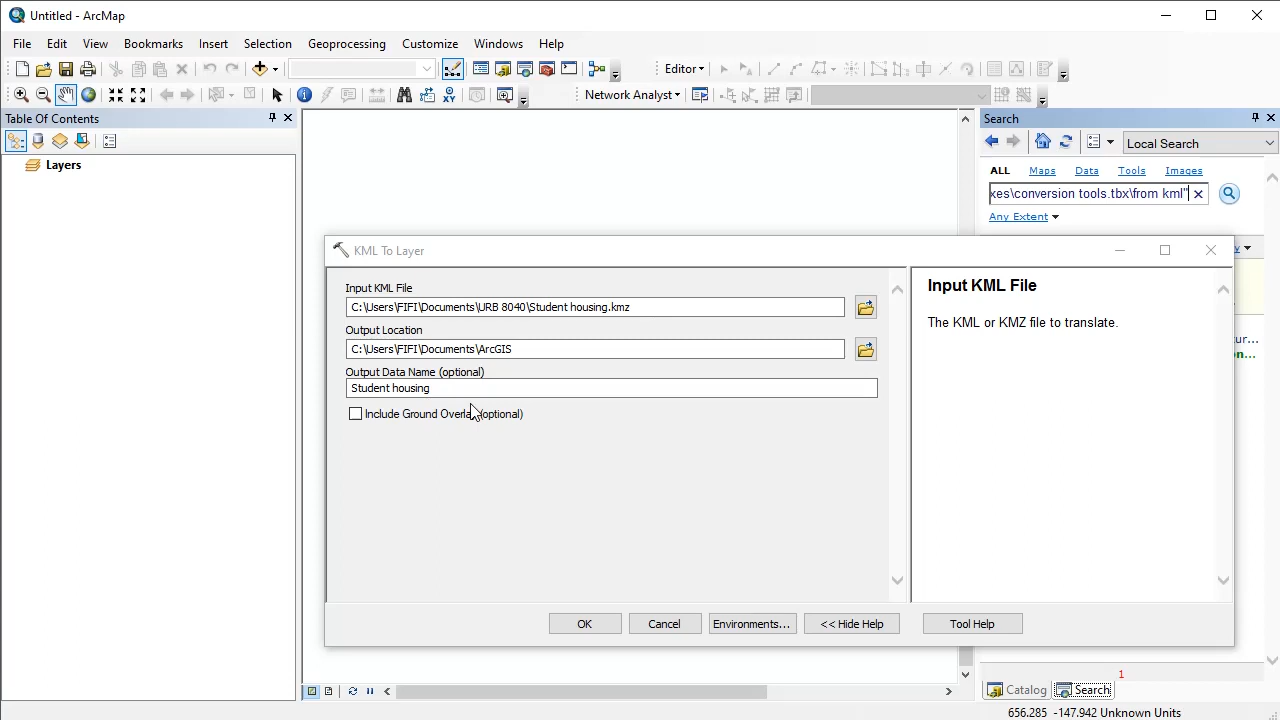 Untitled - ArcMap
File Edit View Bookmarks Insert Selection Geoprocessing Customize Windows Help
Editor
Network Analyst
Table Of Contents
Layers
Search
Local Search
ALL Maps Data Tools Images
xes\conversion tools.tbx\from kml"
Any Extent
KML To Layer
Input KML File
C:\Users\FIFI\Documents\URB 8040\Student housing.kmz
Output Location
C:\Users\FIFI\Documents\ArcGIS
Output Data Name (optional)
Student housing
Include Ground Overlay (optional)
Input KML File
The KML or KMZ file to translate.
ur...
on...
OK Cancel Environments... << Hide Help Tool Help
1
Catalog Search
656.285 -147.942 Unknown Units